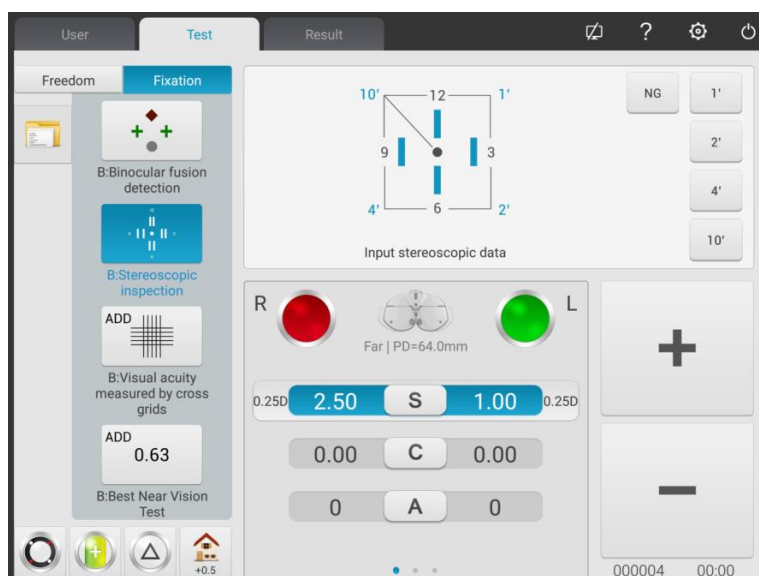 User
Test
Result
?
Freedom
Fixation
B:Binocular fusion
detection
B:Stereoscopic
inspection
ADD
B:Visual acuity
measured by cross
grids
ADD
0.63
B:Best Near Vision
Test
+0.5
10' 12 1'
9 3
4' 6 2'
Input stereoscopic data
NG 1'
2'
4'
10'
R L
Far | PD=64.0mm
0.25D 2.50 S 1.00 0.25D
0.00 C 0.00
0 A 0
+
−
000004 00:00